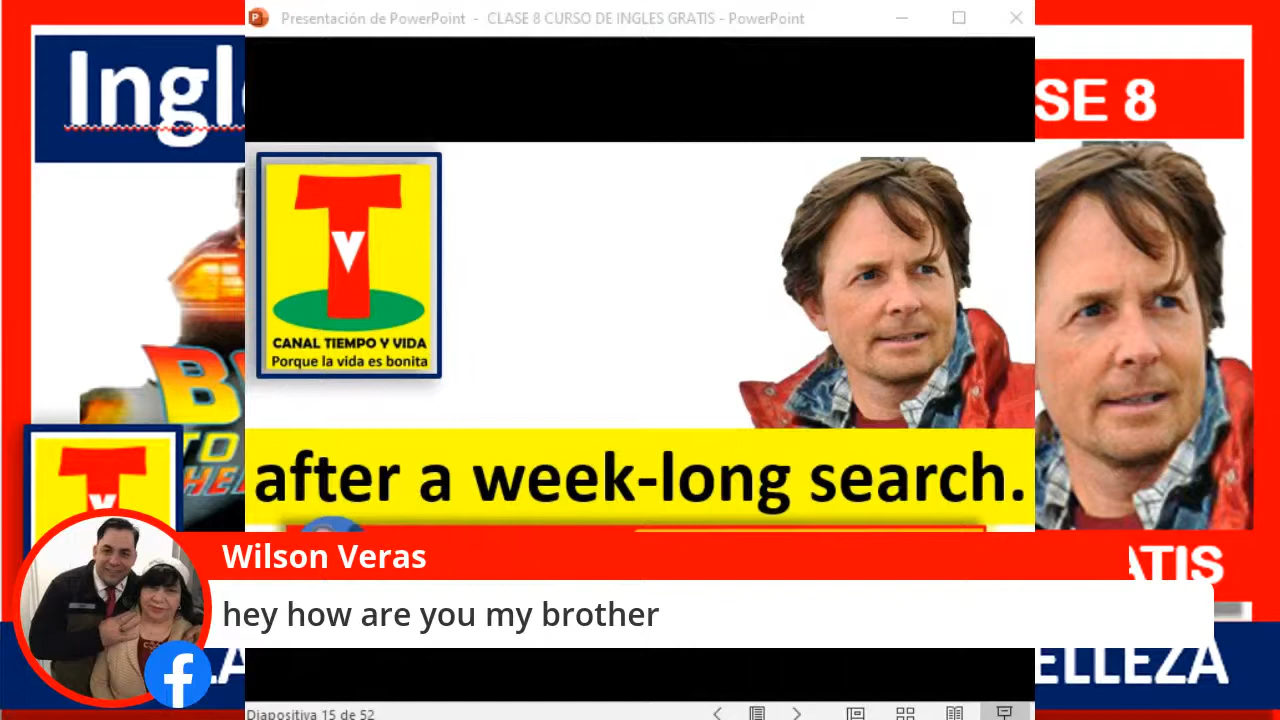 Presentación de PowerPoint - CLASE 8 CURSO DE INGLES GRATIS - PowerPoint
Ingl
SE 8
T
V
CANAL TIEMPO Y VIDA
Porque la vida es bonita
TO
after a week-long search.
T
Wilson Veras
ATIS
hey how are you my brother
LA
ELLEZA
Diapositiva 15 de 52